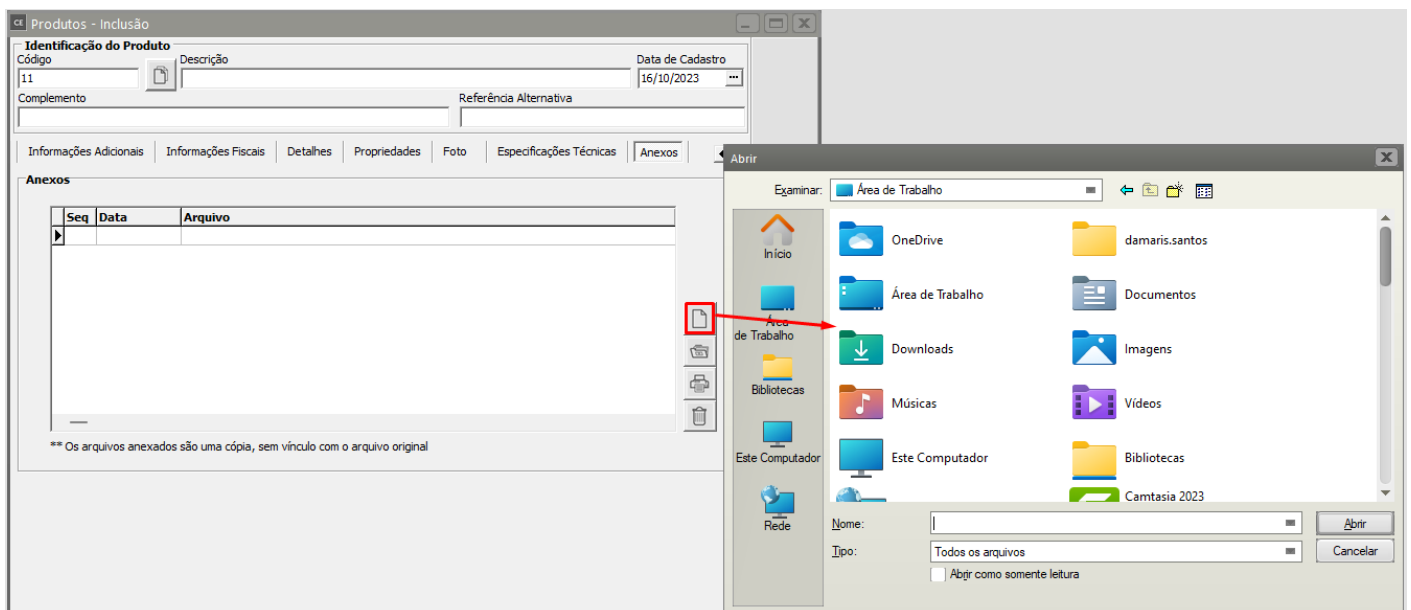 CE Produtos - Inclusão
Identificação do Produto
Código Descrição Data de Cadastro
11 16/10/2023 ...
Complemento Referência Alternativa
Informações Adicionais Informações Fiscais Detalhes Propriedades Foto Especificações Técnicas Anexos
Anexos
Seq Data Arquivo
** Os arquivos anexados são uma cópia, sem vínculo com o arquivo original
Abrir
Examinar: Área de Trabalho
Início
Área
de Trabalho
Bibliotecas
Este Computador
Rede
OneDrive damaris.santos
Área de Trabalho Documentos
Downloads Imagens
Músicas Vídeos
Este Computador Bibliotecas
Camtasia 2023
Nome: Abrir
Tipo: Todos os arquivos Cancelar
Abrir como somente leitura